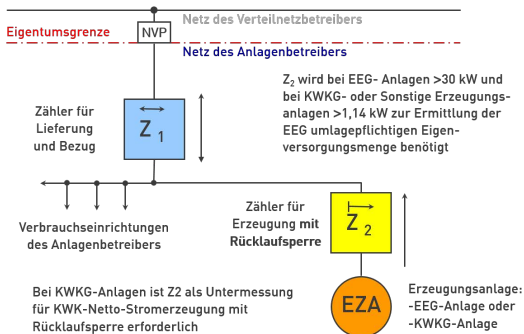 Netz des Verteilnetzbetreibers
Eigentumsgrenze
NVP
Netz des Anlagenbetreibers
Z₂ wird bei EEG- Anlagen >30 kW und
bei KWKG- oder Sonstige Erzeugungs-
anlagen >1,14 kW zur Ermittlung der
EEG umlagepflichtigen Eigen-
versorgungsmenge benötigt
Zähler für
Lieferung
und Bezug
Z 1
Verbrauchseinrichtungen
des Anlagenbetreibers
Zähler für
Erzeugung mit
Rücklaufsperre
Z 2
Bei KWKG-Anlagen ist Z2 als Untermessung
für KWK-Netto-Stromerzeugung mit
Rücklaufsperre erforderlich
EZA
Erzeugungsanlage:
-EEG-Anlage oder
-KWKG-Anlage